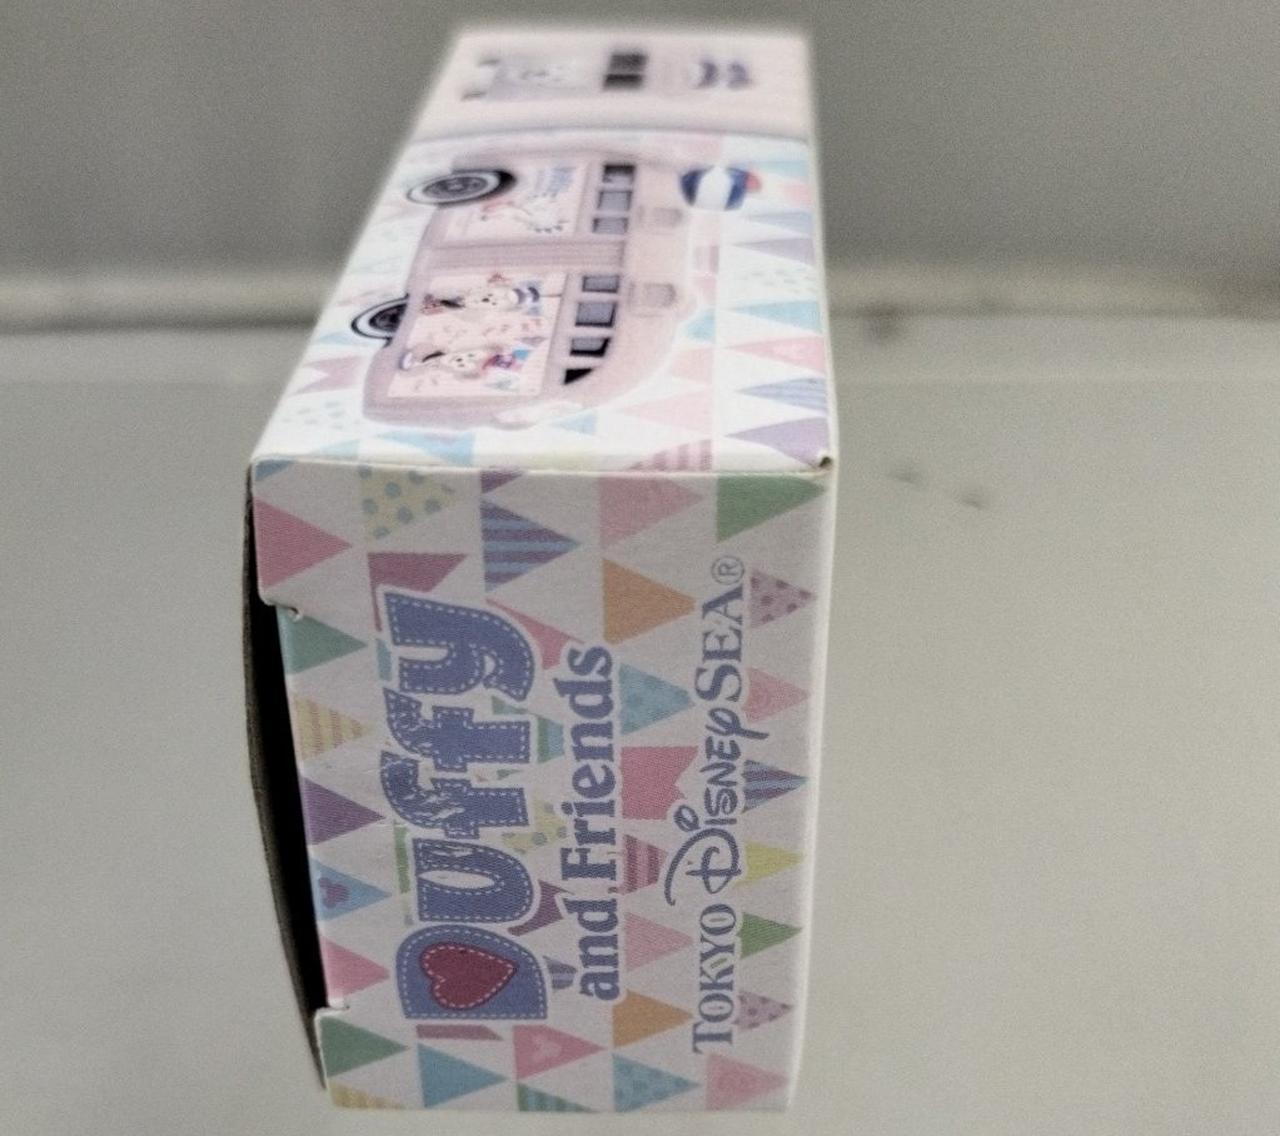 Duffy
and Friends
TOKYO DISNEYSEA®